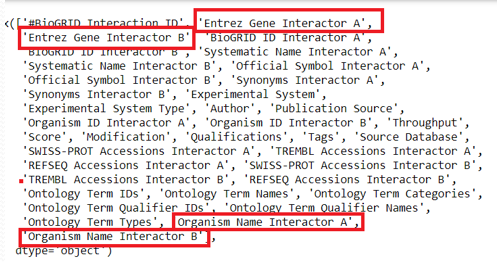 x(['#BioGRID Interaction ID', 'Entrez Gene Interactor A',
'Entrez Gene Interactor B', 'BioGRID ID Interactor A',
'BioGRID ID Interactor B', 'Systematic Name Interactor A',
'Systematic Name Interactor B', 'Official Symbol Interactor A',
'Official Symbol Interactor B', 'Synonyms Interactor A',
'Synonyms Interactor B', 'Experimental System',
'Experimental System Type', 'Author', 'Publication Source',
'Organism ID Interactor A', 'Organism ID Interactor B', 'Throughput',
'Score', 'Modification', 'Qualifications', 'Tags', 'Source Database',
'SWISS-PROT Accessions Interactor A', 'TREMBL Accessions Interactor A',
'REFSEQ Accessions Interactor A', 'SWISS-PROT Accessions Interactor B',
'TREMBL Accessions Interactor B', 'REFSEQ Accessions Interactor B',
'Ontology Term IDs', 'Ontology Term Names', 'Ontology Term Categories',
'Ontology Term Qualifier IDs', 'Ontology Term Qualifier Names',
'Ontology Term Types', 'Organism Name Interactor A',
'Organism Name Interactor B'],
dtype='object')